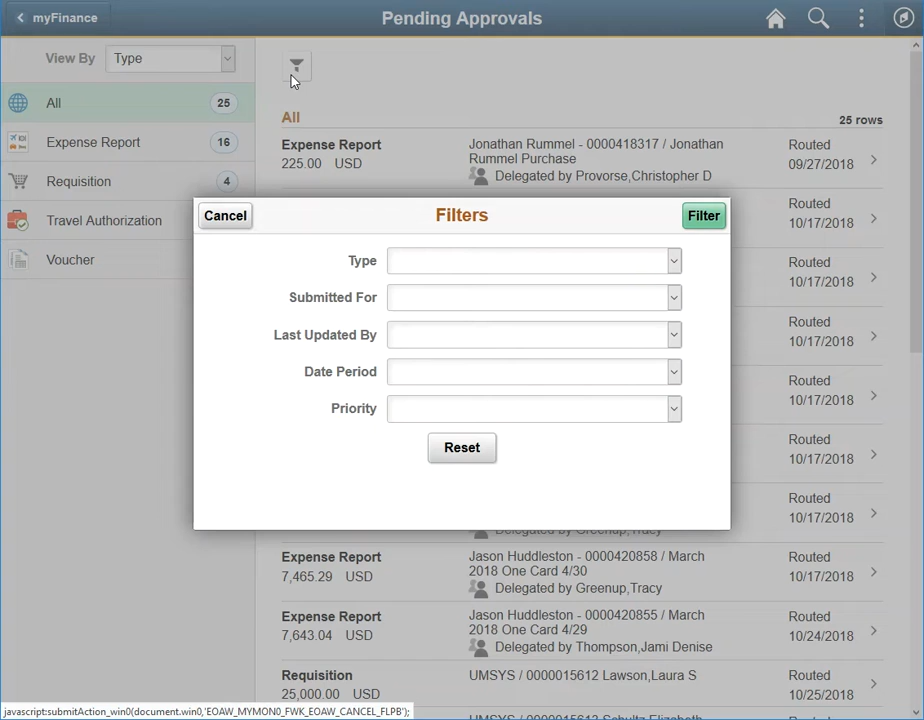 myFinance
Pending Approvals
View By
Type
All 25
Expense Report 16
Requisition 4
Travel Authorization
Voucher
All
25 rows
Expense Report
225.00 USD
Jonathan Rummel - 0000418317 / Jonathan
Rummel Purchase
Delegated by Provorse,Christopher D
Routed
09/27/2018
Routed
10/17/2018
Routed
10/17/2018
Routed
10/17/2018
Routed
10/17/2018
Routed
10/17/2018
Routed
10/17/2018
Cancel
Filters
Filter
Type
Submitted For
Last Updated By
Date Period
Priority
Reset
Delegated by Greenup,Tracy
Expense Report
7,465.29 USD
Jason Huddleston - 0000420858 / March
2018 One Card 4/30
Delegated by Greenup,Tracy
Routed
10/17/2018
Expense Report
7,643.04 USD
Jason Huddleston - 0000420855 / March
2018 One Card 4/29
Delegated by Thompson,Jami Denise
Routed
10/24/2018
Requisition
25,000.00 USD
UMSYS / 0000015612 Lawson,Laura S
Routed
10/25/2018
javascript:submitAction_win0(document.win0,'EOAW_MYMON0_FWK_EOAW_CANCEL_FLPB');